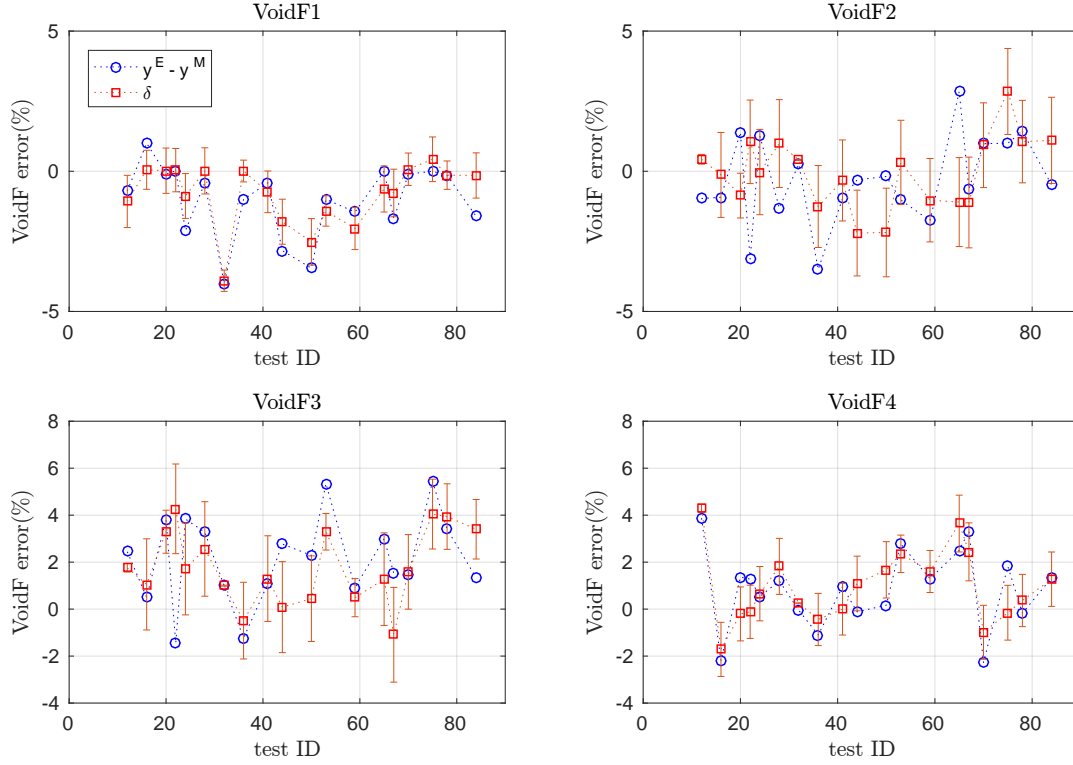 VoidF1
VoidF error(%)
5
0
-5
y^E - y^M
δ
0 20 40 60 80
test ID
VoidF2
VoidF error(%)
5
0
-5
0 20 40 60 80
test ID
VoidF3
VoidF error(%)
8
6
4
2
0
-2
-4
0 20 40 60 80
test ID
VoidF4
VoidF error(%)
8
6
4
2
0
-2
-4
0 20 40 60 80
test ID